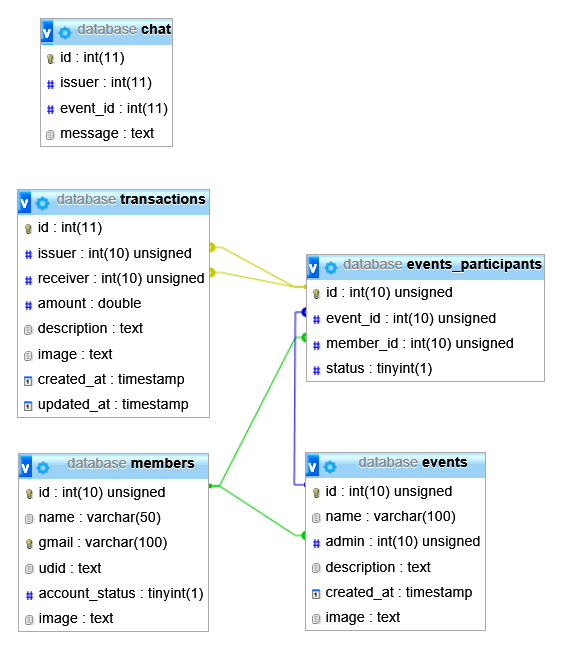 database chat
id : int(11)
issuer : int(11)
event_id : int(11)
message : text
database transactions
id : int(11)
issuer : int(10) unsigned
receiver : int(10) unsigned
amount : double
description : text
image : text
created_at : timestamp
updated_at : timestamp
database events_participants
id : int(10) unsigned
event_id : int(10) unsigned
member_id : int(10) unsigned
status : tinyint(1)
database members
id : int(10) unsigned
name : varchar(50)
gmail : varchar(100)
udid : text
account_status : tinyint(1)
image : text
database events
id : int(10) unsigned
name : varchar(100)
admin : int(10) unsigned
description : text
created_at : timestamp
image : text